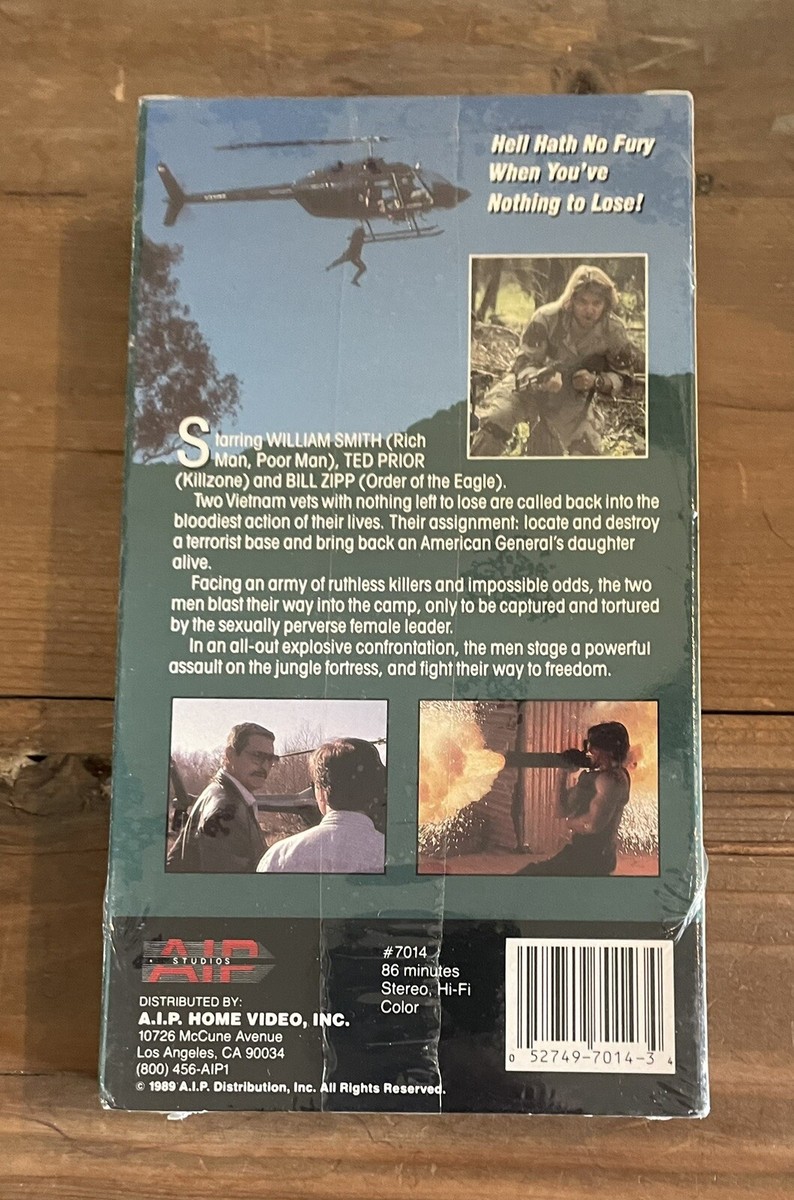 Hell Hath No Fury
When You've
Nothing to Lose!
Starring WILLIAM SMITH (Rich
Man, Poor Man), TED PRIOR
(Killzone) and BILL ZIPP (Order of the Eagle).
Two Vietnam vets with nothing left to lose are called back into the
bloodiest action of their lives. Their assignment: locate and destroy
a terrorist base and bring back an American General's daughter
alive.
Facing an army of ruthless killers and impossible odds, the two
men blast their way into the camp, only to be captured and tortured
by the sexually perverse female leader.
In an all-out explosive confrontation, the men stage a powerful
assault on the jungle fortress, and fight their way to freedom.
AIP
STUDIOS
DISTRIBUTED BY:
A.I.P. HOME VIDEO, INC.
10726 McCune Avenue
Los Angeles, CA 90034
(800) 456-AIP1
© 1989 A.I.P. Distribution, Inc. All Rights Reserved.
#7014
86 minutes
Stereo, Hi-Fi
Color
0 52749-7014-3 4